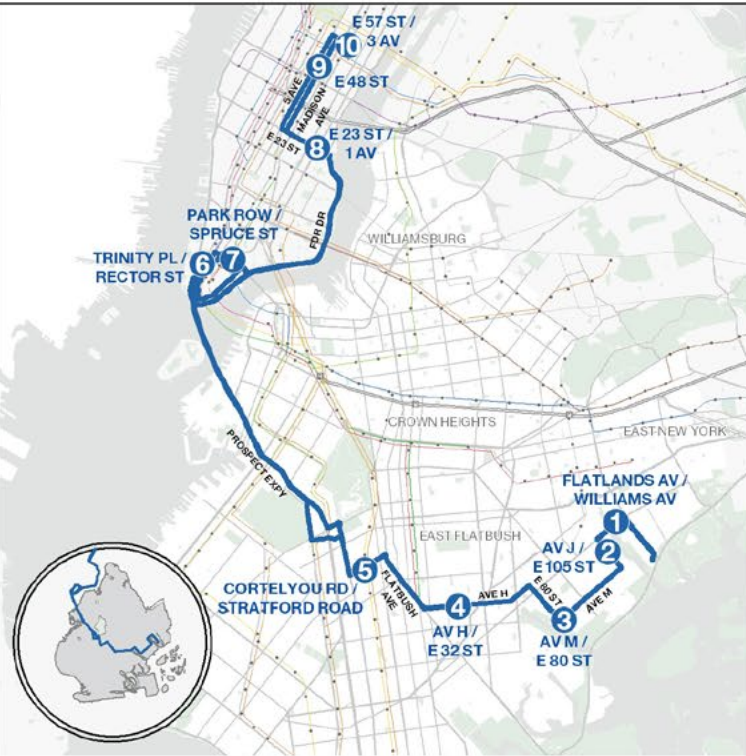 E 57 ST /
3 AV
10
9
E 48 ST
5 AVE
MADISON
AVE
E 23 ST
E 23 ST /
1 AV
8
PARK ROW /
SPRUCE ST
FDR DR
WILLIAMSBURG
TRINITY PL /
RECTOR ST
6
7
CROWN HEIGHTS
EAST NEW YORK
PROSPECT EXPY
FLATLANDS AV /
WILLIAMS AV
1
EAST FLATBUSH
AV J /
E 105 ST
2
5
CORTELYOU RD /
STRATFORD ROAD
FLATBUSH
AVE
4
AVE H
E 80 ST
AVE M
3
AV H /
E 32 ST
AV M /
E 80 ST